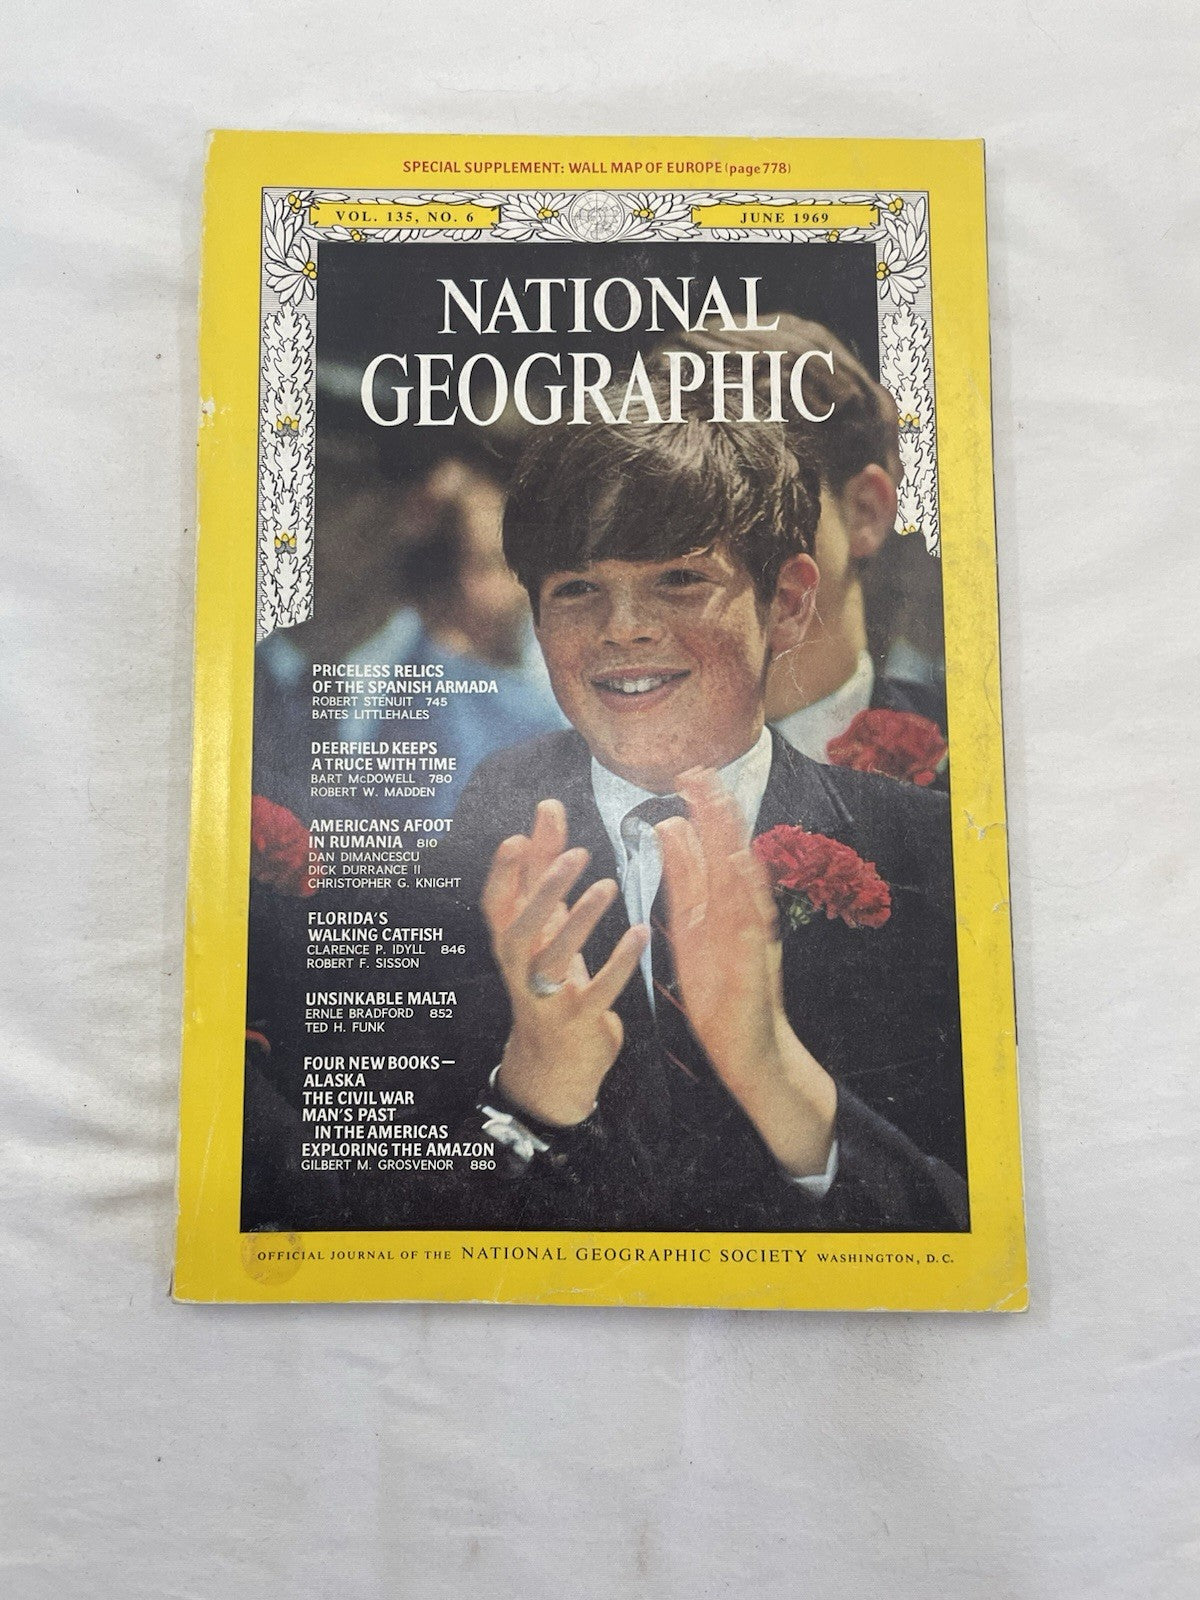 SPECIAL SUPPLEMENT: WALL MAP OF EUROPE (page 778)
VOL. 135, NO. 6
JUNE 1969
NATIONAL
GEOGRAPHIC
PRICELESS RELICS
OF THE SPANISH ARMADA
ROBERT STÉNUIT 745
BATES LITTLEHALES
DEERFIELD KEEPS
A TRUCE WITH TIME
BART McDOWELL 780
ROBERT W. MADDEN
AMERICANS AFOOT
IN RUMANIA 810
DAN DIMANCESCU
DICK DURRANCE II
CHRISTOPHER G. KNIGHT
FLORIDA'S
WALKING CATFISH
CLARENCE P. IDYLL 846
ROBERT F. SISSON
UNSINKABLE MALTA
ERNLE BRADFORD 852
TED H. FUNK
FOUR NEW BOOKS—
ALASKA
THE CIVIL WAR
MAN'S PAST
IN THE AMERICAS
EXPLORING THE AMAZON
GILBERT M. GROSVENOR 880
OFFICIAL JOURNAL OF THE NATIONAL GEOGRAPHIC SOCIETY WASHINGTON, D.C.